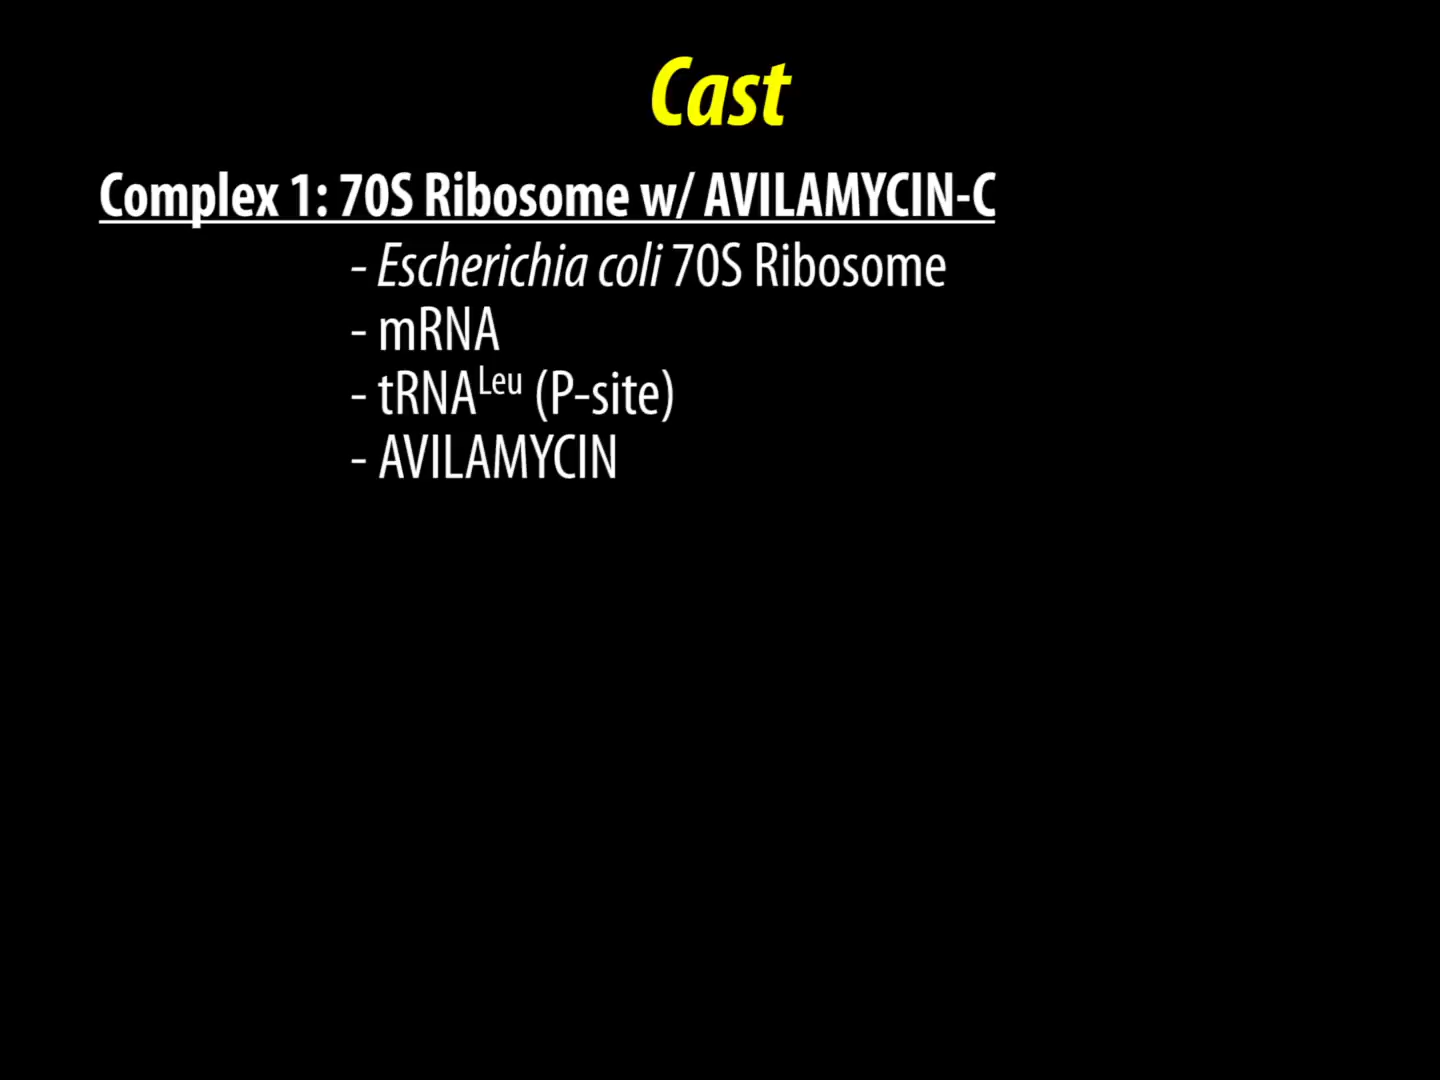 Cast
Complex 1: 70S Ribosome w/ AVILAMYCIN-C
- Escherichia coli 70S Ribosome
- mRNA
- tRNALeu (P-site)
- AVILAMYCIN